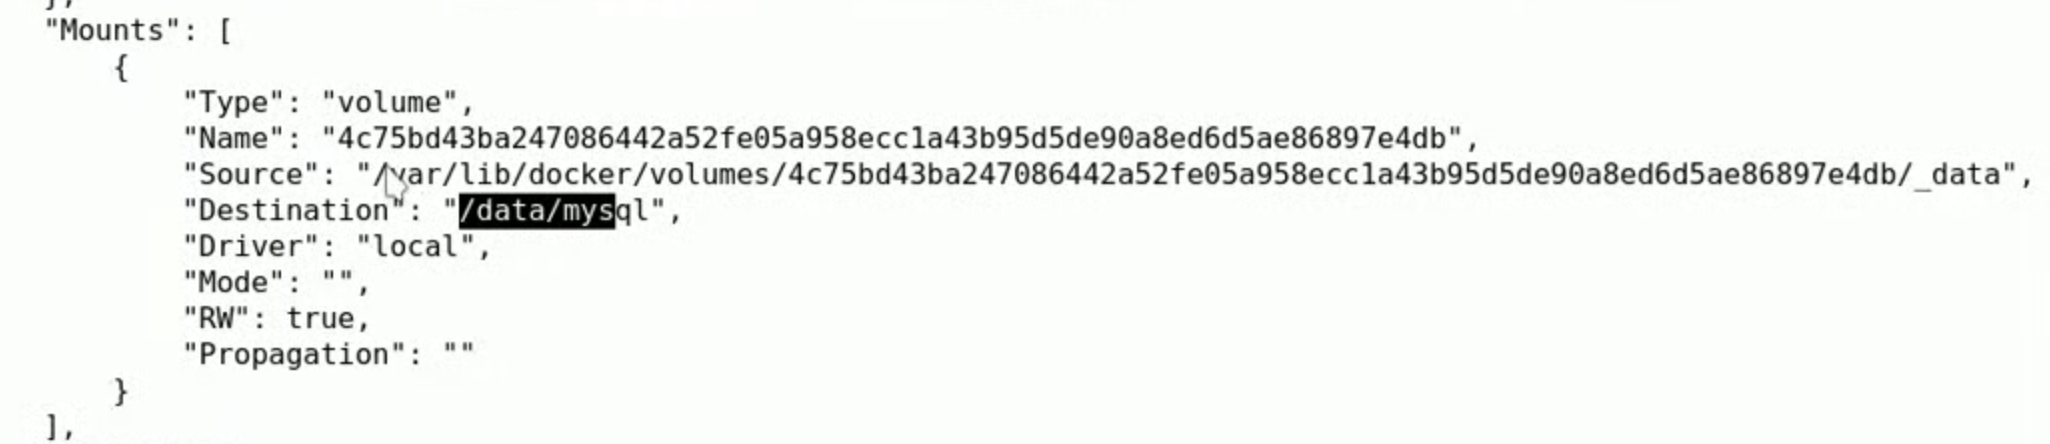 },
"Mounts": [
{
"Type": "volume",
"Name": "4c75bd43ba247086442a52fe05a958ecc1a43b95d5de90a8ed6d5ae86897e4db",
"Source": "/var/lib/docker/volumes/4c75bd43ba247086442a52fe05a958ecc1a43b95d5de90a8ed6d5ae86897e4db/_data",
"Destination": "/data/mysql",
"Driver": "local",
"Mode": "",
"RW": true,
"Propagation": ""
}
],